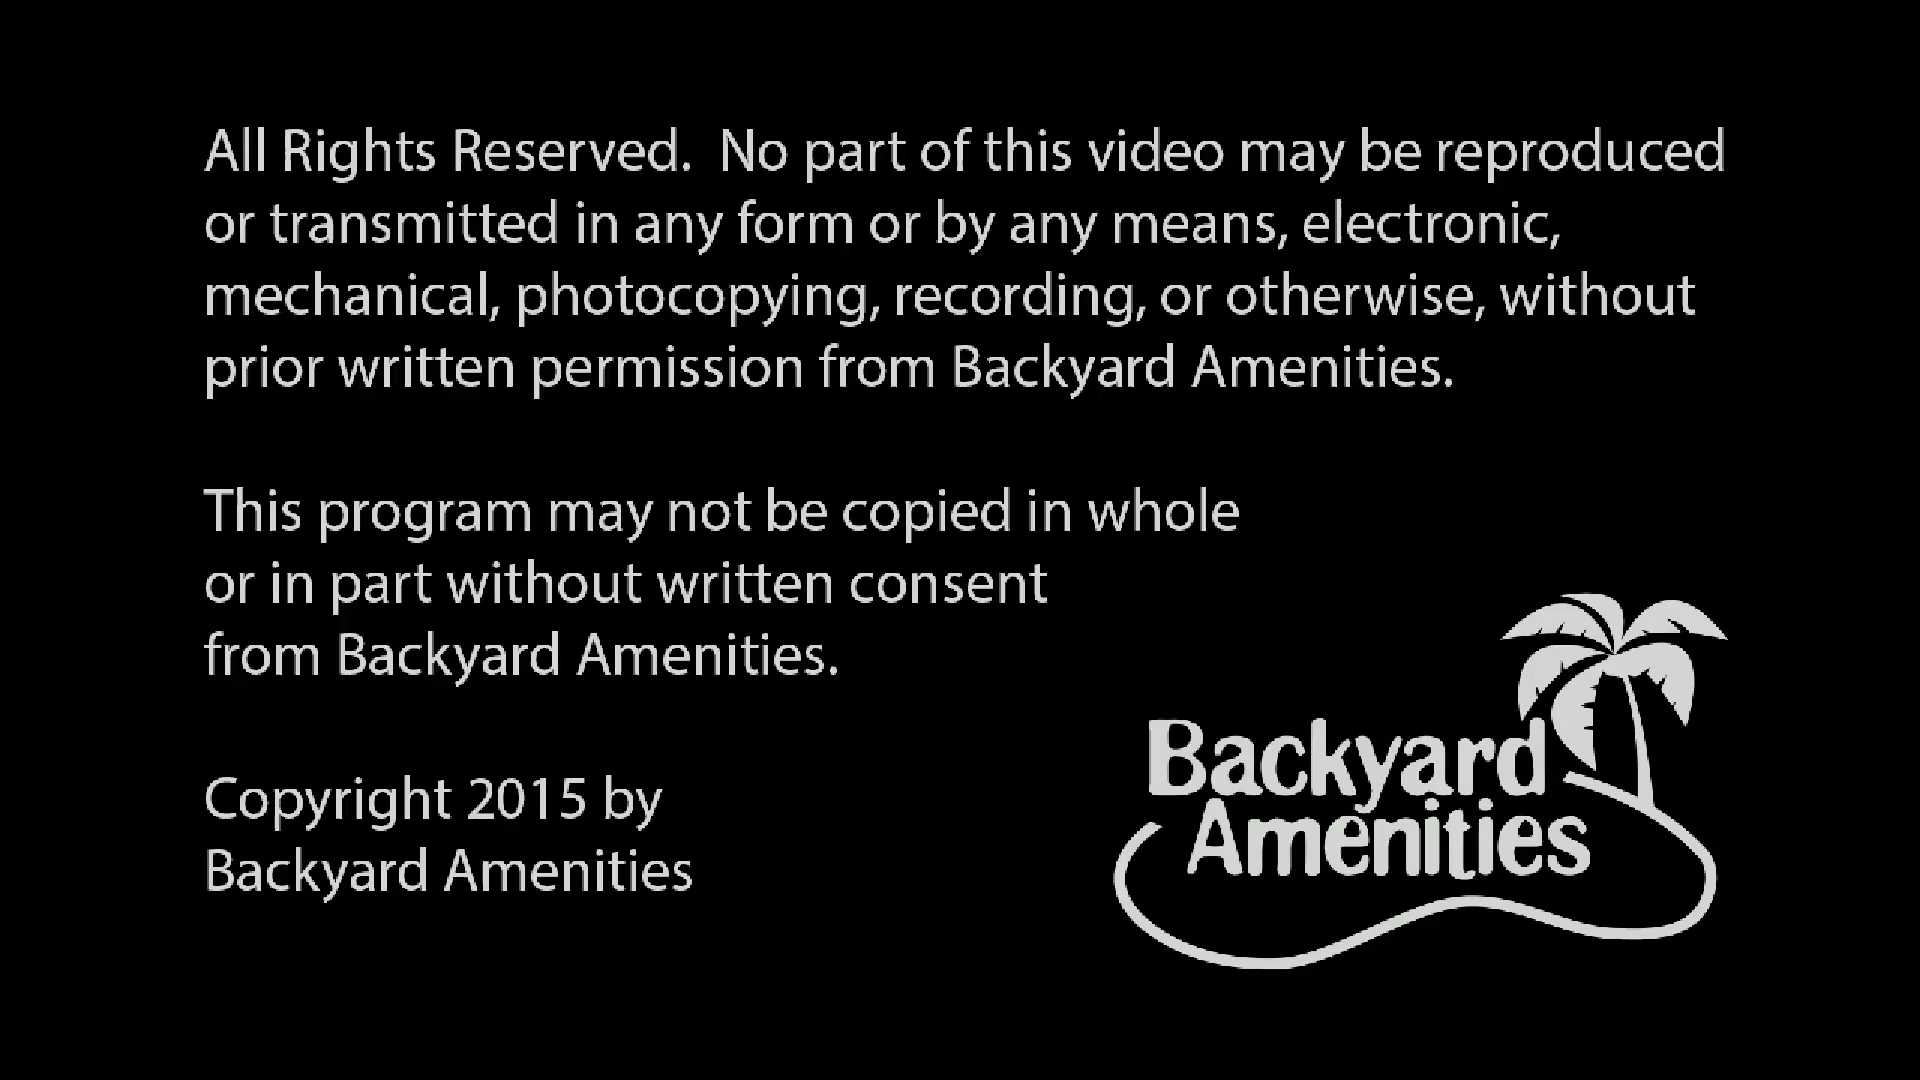 All Rights Reserved.  No part of this video may be reproduced
or transmitted in any form or by any means, electronic,
mechanical, photocopying, recording, or otherwise, without
prior written permission from Backyard Amenities.
This program may not be copied in whole
or in part without written consent
from Backyard Amenities.
Copyright 2015 by
Backyard Amenities
Backyard
Amenities